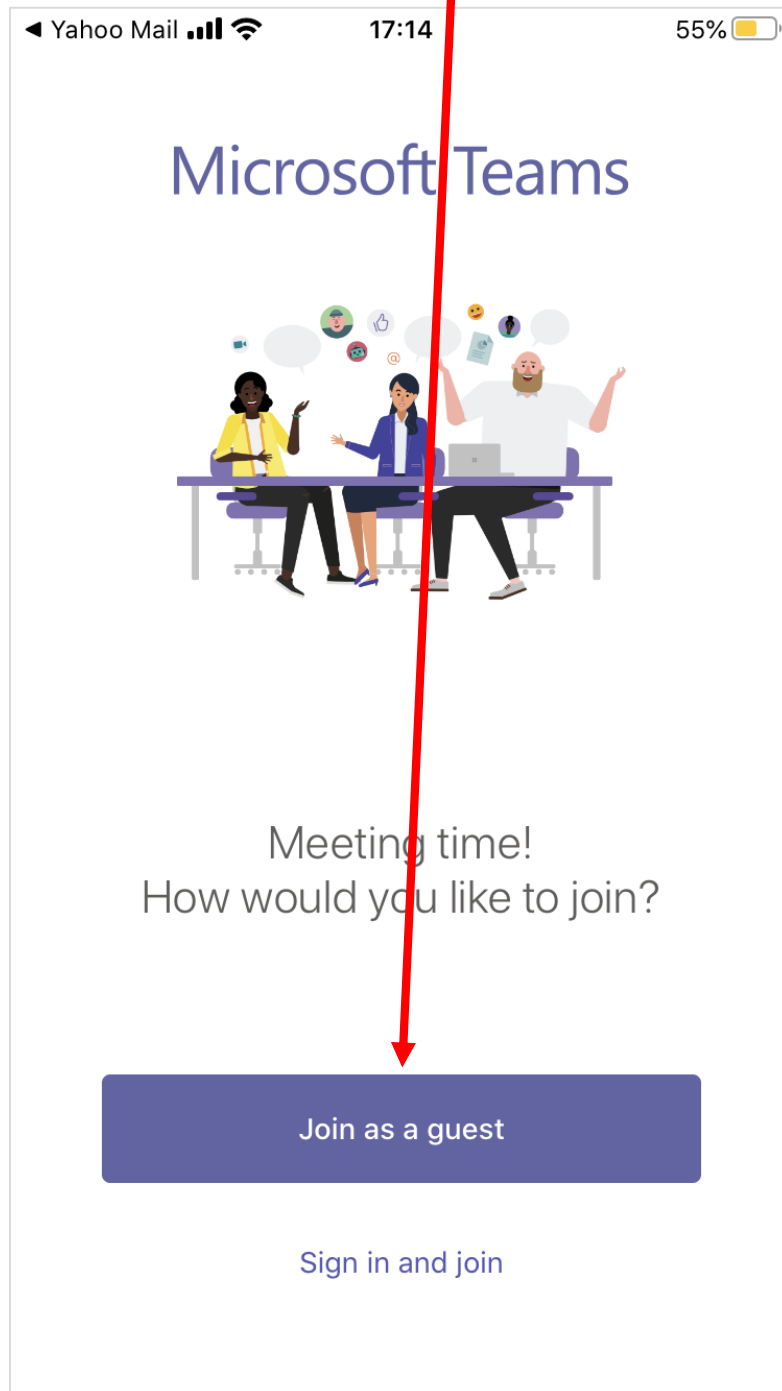 ◀ Yahoo Mail 17:14 55%
Microsoft Teams
@
Meeting time!
How would you like to join?
Join as a guest
Sign in and join